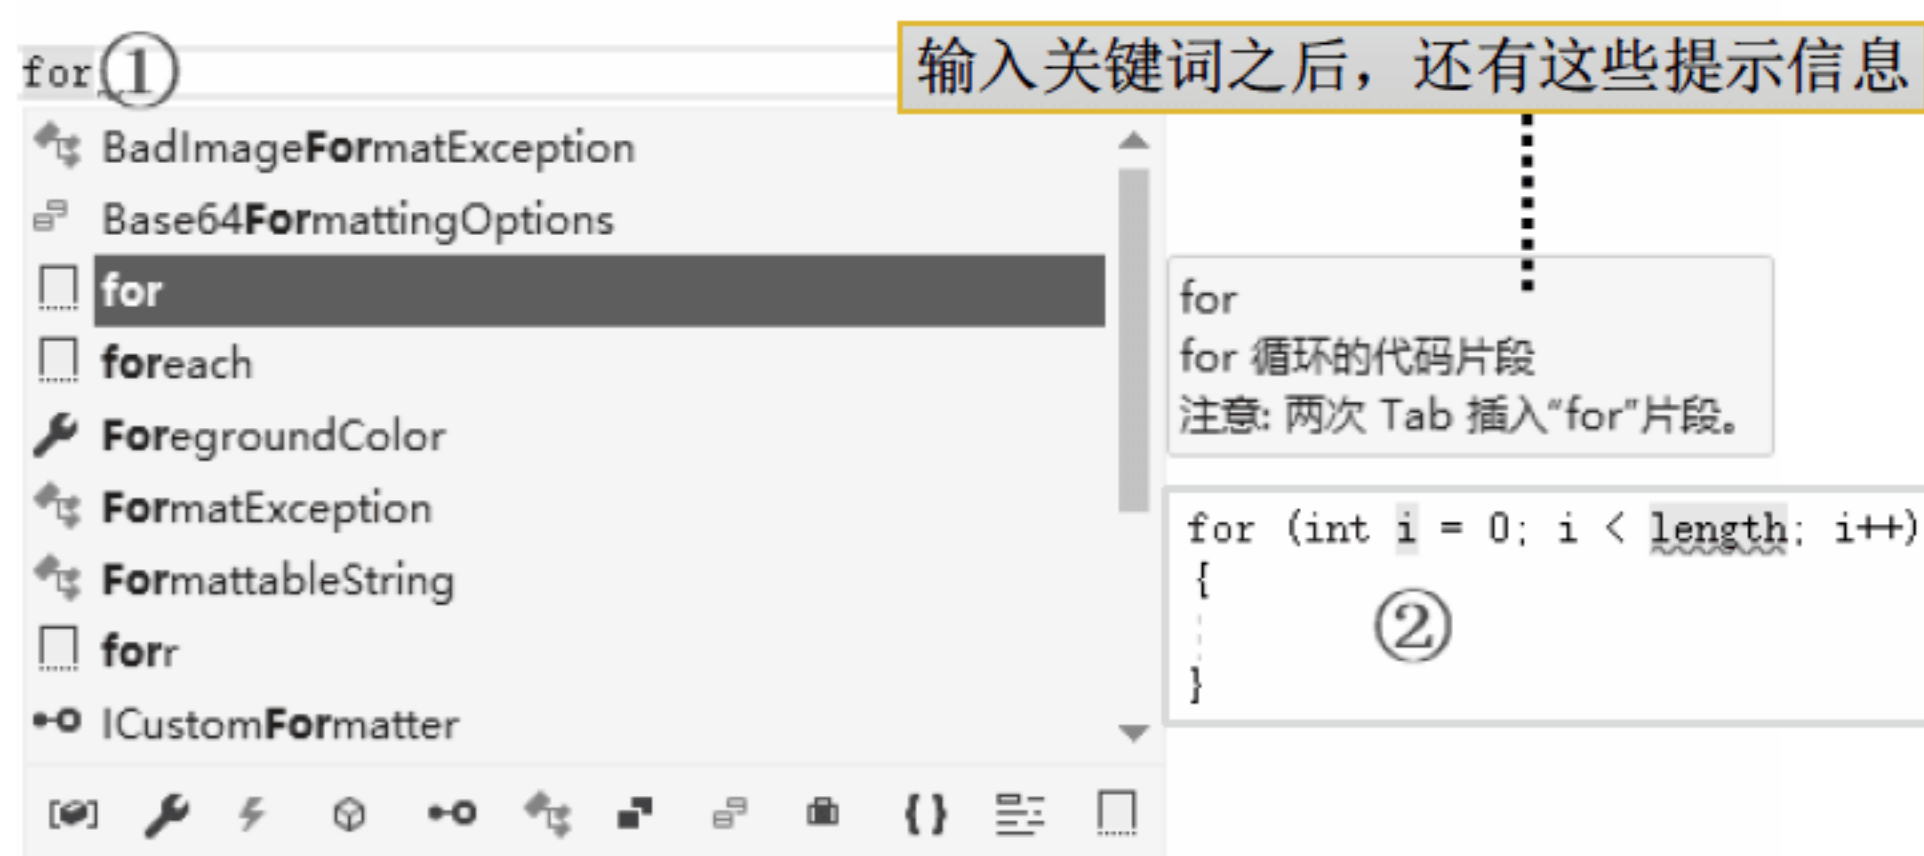 for ①
输入关键词之后，还有这些提示信息
BadImageFormatException
Base64FormattingOptions
for
foreach
ForegroundColor
FormatException
FormattableString
forr
ICustomFormatter
for
for 循环的代码片段
注意: 两次 Tab 插入“for”片段。
for (int i = 0; i < length; i++)
{
②
}